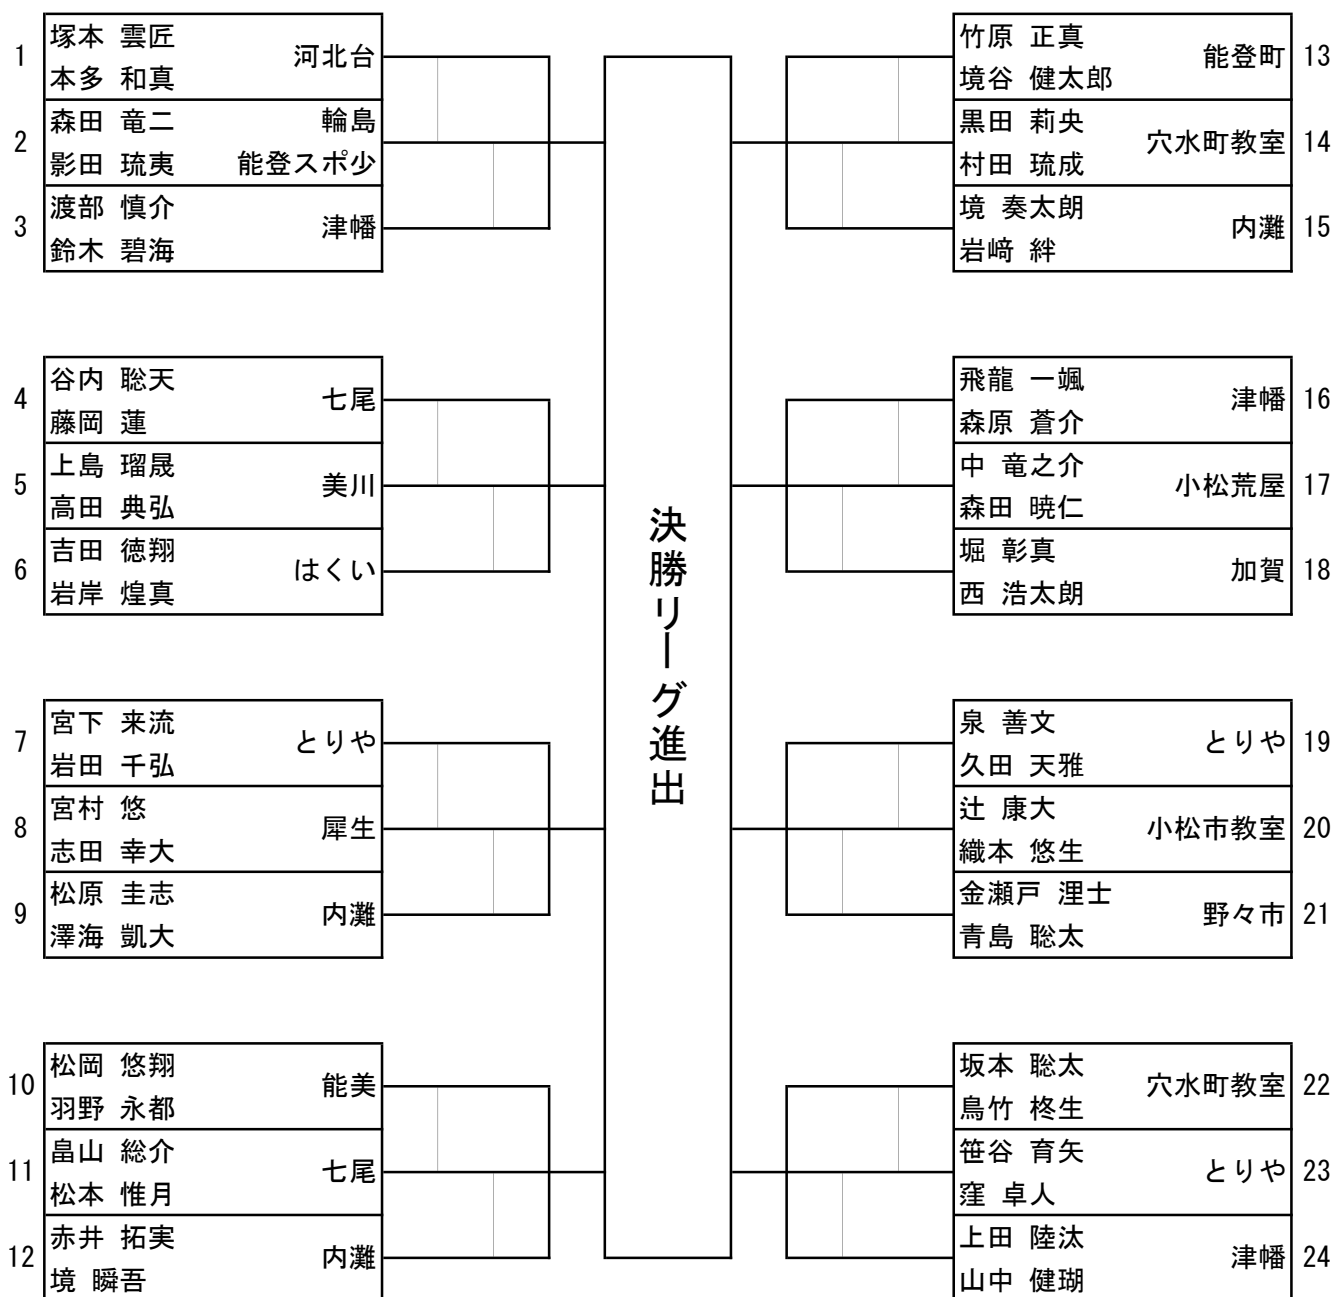 1 塚本 雲匠 河北台
本多 和真
2 森田 竜二 輪島
影田 琉夷 能登スポ少
3 渡部 慎介 津幡
鈴木 碧海
4 谷内 聡天 七尾
藤岡 蓮
5 上島 瑠晟 美川
高田 典弘
6 吉田 徳翔 はくい
岩岸 煌真
7 宮下 来流 とりや
岩田 千弘
8 宮村 悠 犀生
志田 幸大
9 松原 圭志 内灘
澤海 凱大
10 松岡 悠翔 能美
羽野 永都
11 畠山 総介 七尾
松本 惟月
12 赤井 拓実 内灘
境 瞬吾
決勝リーグ進出
竹原 正真 能登町 13
境谷 健太郎
黒田 莉央 穴水町教室 14
村田 琉成
境 奏太朗 内灘 15
岩﨑 絆
飛龍 一颯 津幡 16
森原 蒼介
中 竜之介 小松荒屋 17
森田 暁仁
堀 彰真 加賀 18
西 浩太朗
泉 善文 とりや 19
久田 天雅
辻 康大 小松市教室 20
織本 悠生
金瀬戸 浬士 野々市 21
青島 聡太
坂本 聡太 穴水町教室 22
鳥竹 柊生
笹谷 育矢 とりや 23
窪 卓人
上田 陸汰 津幡 24
山中 健瑚